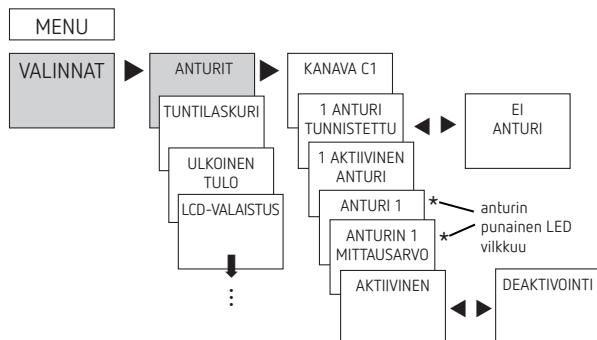 MENU
VALINNAT
ANTURIT
TUNTILASKURI
ULKOINEN
TULO
LCD-VALAISTUS
KANAVA C1
1 ANTURI
TUNNISTETTU
EI
ANTURI
1 AKTIIVINEN
ANTURI
ANTURI 1
*
ANTURIN 1
MITTAUSARVO
*
anturin
punainen LED
vilkkuu
AKTIIVINEN
DEAKTIVOINTI